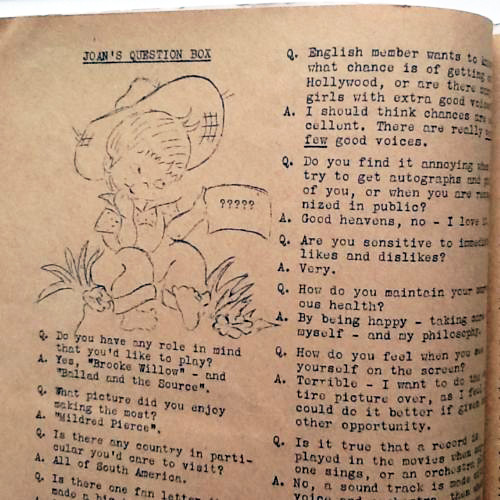 JOAN'S QUESTION BOX
?????
Q. Do you have any role in mind
that you'd like to play?
A. Yes, "Brooke Willow" - and
"Ballad and the Source".
Q. What picture did you enjoy
making the most?
A. "Mildred Pierce".
Q. Is there any country in parti-
cular you'd care to visit?
A. All of South America.
Q. Is there one fan letter
made a big
Q. English member wants to
what chance is of getting
Hollywood, or are there
girls with extra good
A. I should think chances are
cellent. There are really
few good voices.
Q. Do you find it annoying
try to get autographs and
of you, or when you are
nized in public?
A. Good heavens, no - I love
Q. Are you sensitive to
likes and dislikes?
A. Very.
Q. How do you maintain your
ous health?
A. By being happy - taking
myself - and my philosophy.
Q. How do you feel when you see
yourself on the screen?
A. Terrible - I want to do the
tire picture over, as I feel
could do it better if given
other opportunity.
Q. Is it true that a record is
played in the movies when
one sings, or an orchestra
A. No, a sound track is made